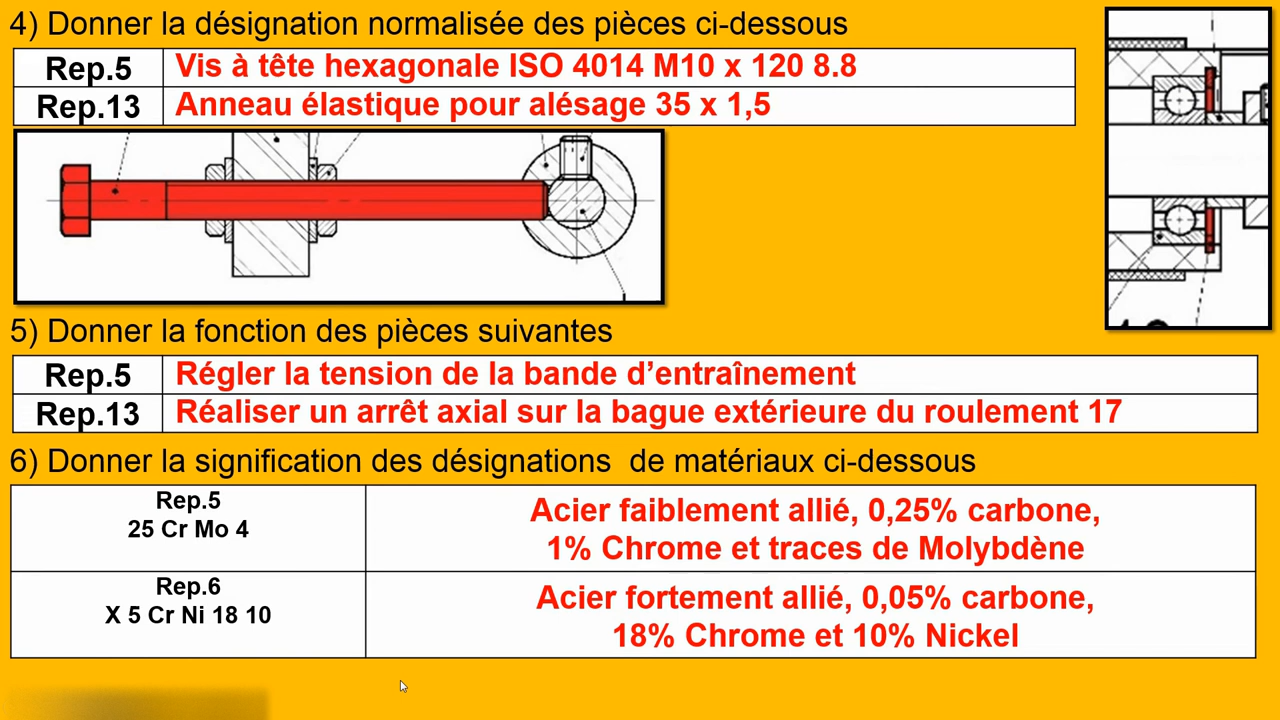 4) Donner la désignation normalisée des pièces ci-dessous
Rep.5 Vis à tête hexagonale ISO 4014 M10 x 120 8.8
Rep.13 Anneau élastique pour alésage 35 x 1,5
5) Donner la fonction des pièces suivantes
Rep.5 Régler la tension de la bande d’entraînement
Rep.13 Réaliser un arrêt axial sur la bague extérieure du roulement 17
6) Donner la signification des désignations de matériaux ci-dessous
Rep.5
25 Cr Mo 4
Acier faiblement allié, 0,25% carbone,
1% Chrome et traces de Molybdène
Rep.6
X 5 Cr Ni 18 10
Acier fortement allié, 0,05% carbone,
18% Chrome et 10% Nickel